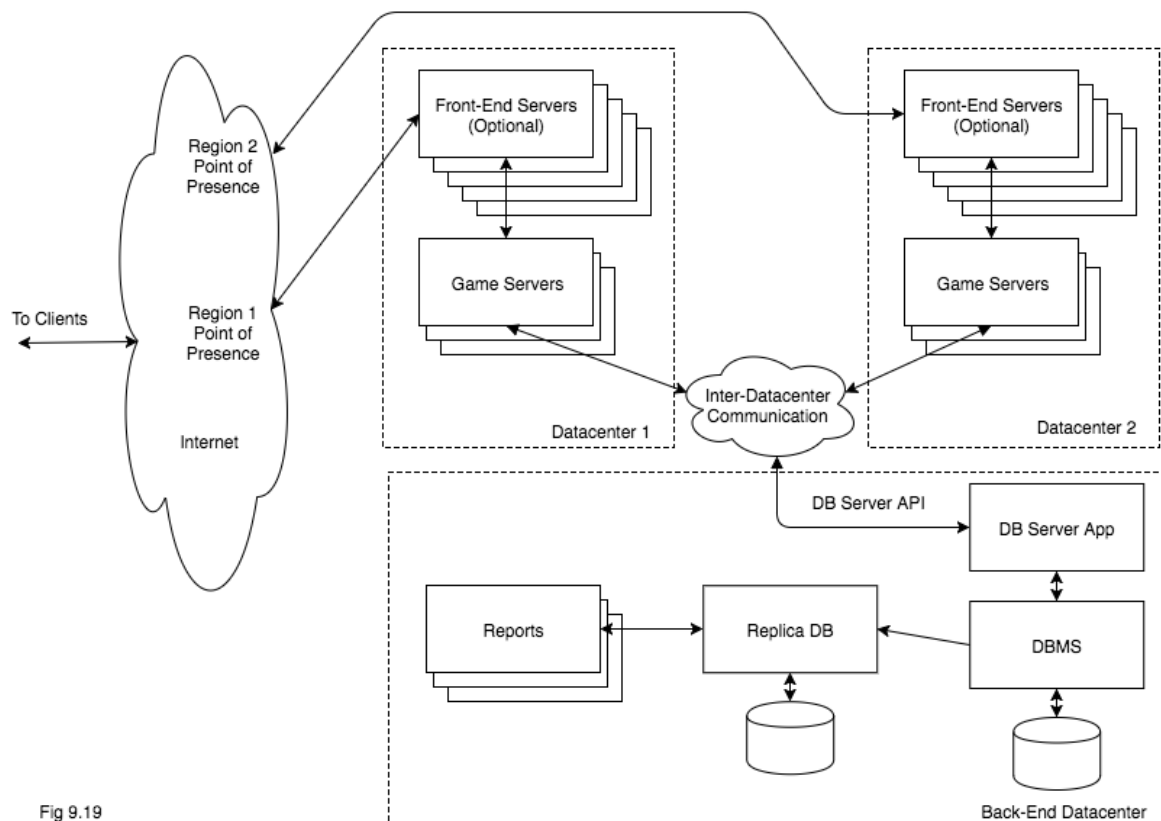 Front-End Servers
(Optional)
Front-End Servers
(Optional)
Region 2
Point of
Presence
Game Servers
Game Servers
To Clients
Region 1
Point of
Presence
Inter-Datacenter
Communication
Internet
Datacenter 1
Datacenter 2
DB Server API
DB Server App
Reports
Replica DB
DBMS
Fig 9.19
Back-End Datacenter